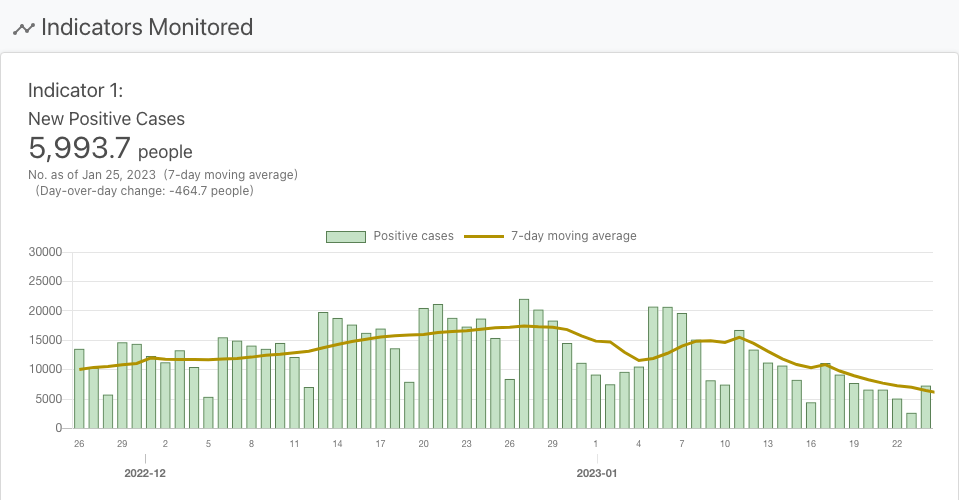 Indicators Monitored
Indicator 1:
New Positive Cases
5,993.7 people
No. as of Jan 25, 2023 (7-day moving average)
(Day-over-day change: -464.7 people)
Positive cases 7-day moving average
30000
25000
20000
15000
10000
5000
0
26 29 2 5 8 11 14 17 20 23 26 29 1 4 7 10 13 16 19 22
2022-12 2023-01